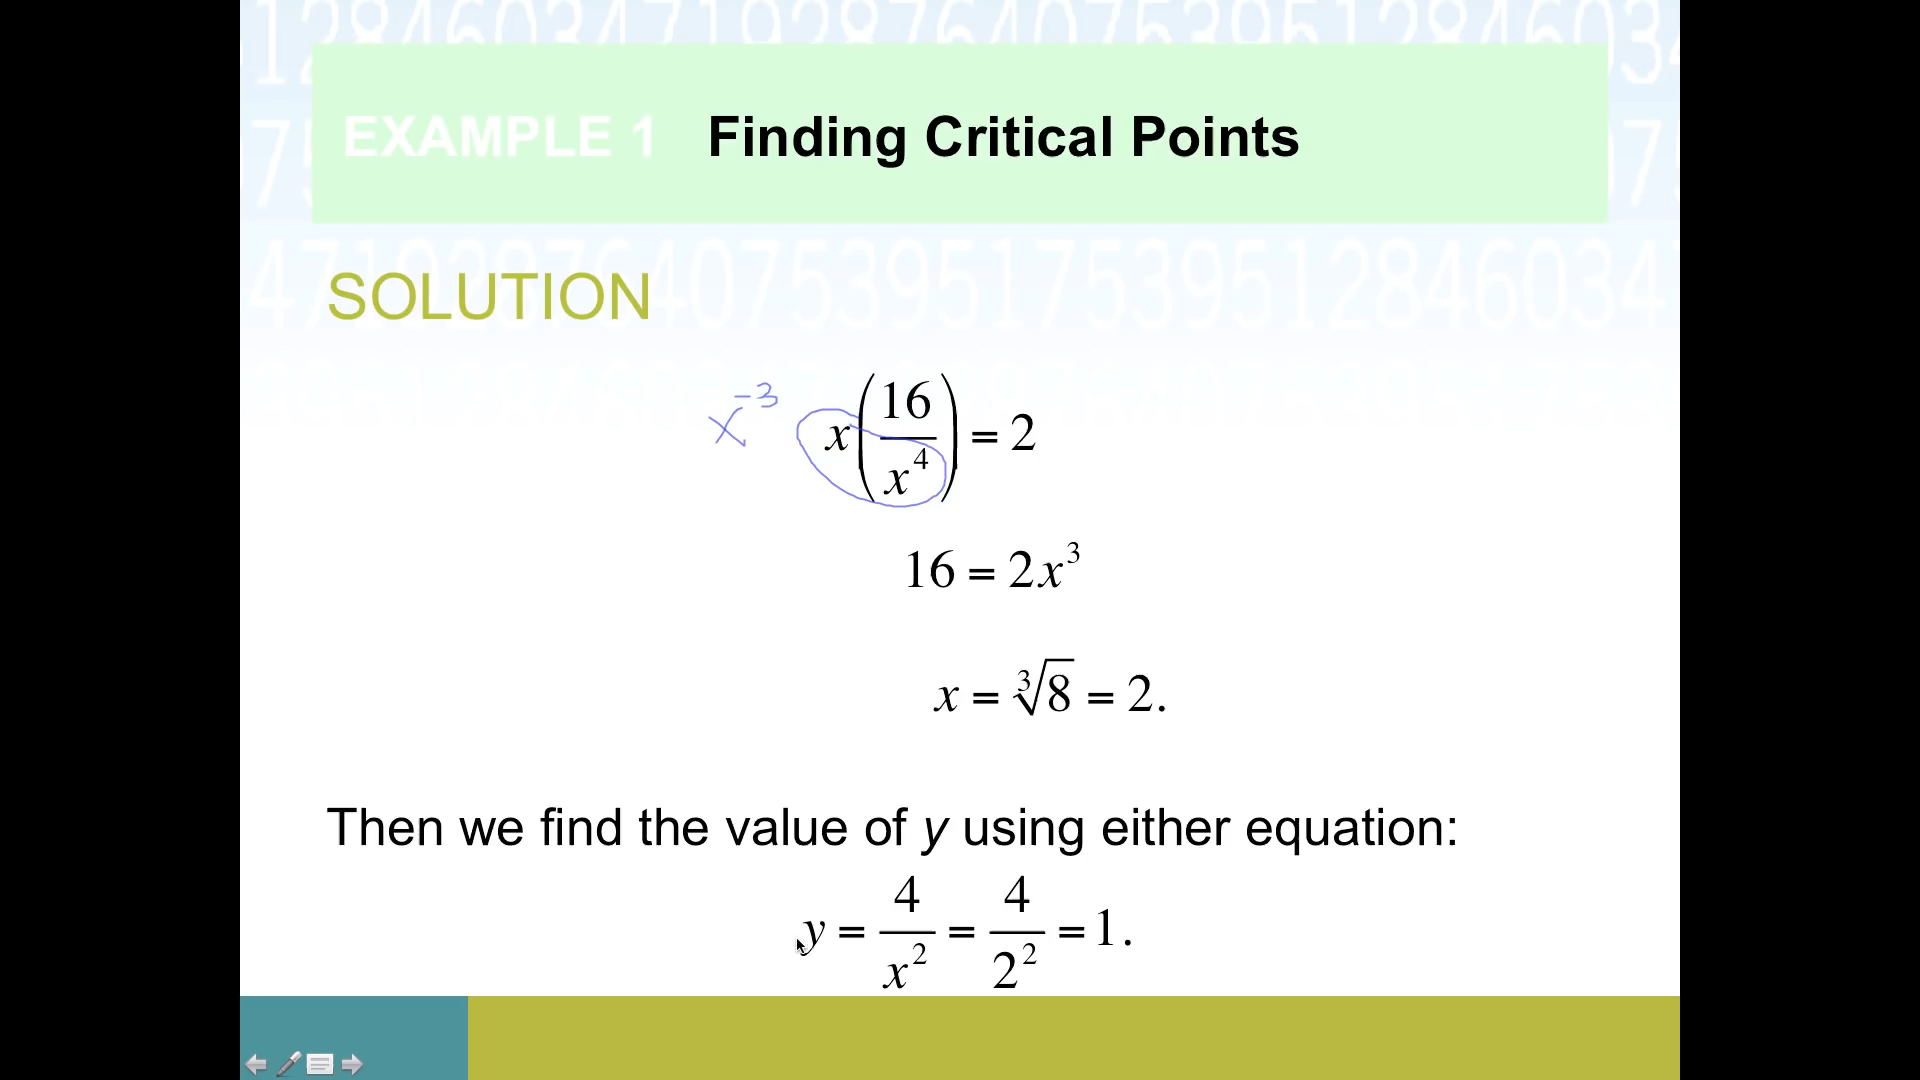 EXAMPLE 1 Finding Critical Points
SOLUTION
x^{-3} x(16/x^4) = 2
16 = 2x^3
x = ∛8 = 2.
Then we find the value of y using either equation:
y = 4/x^2 = 4/2^2 = 1.